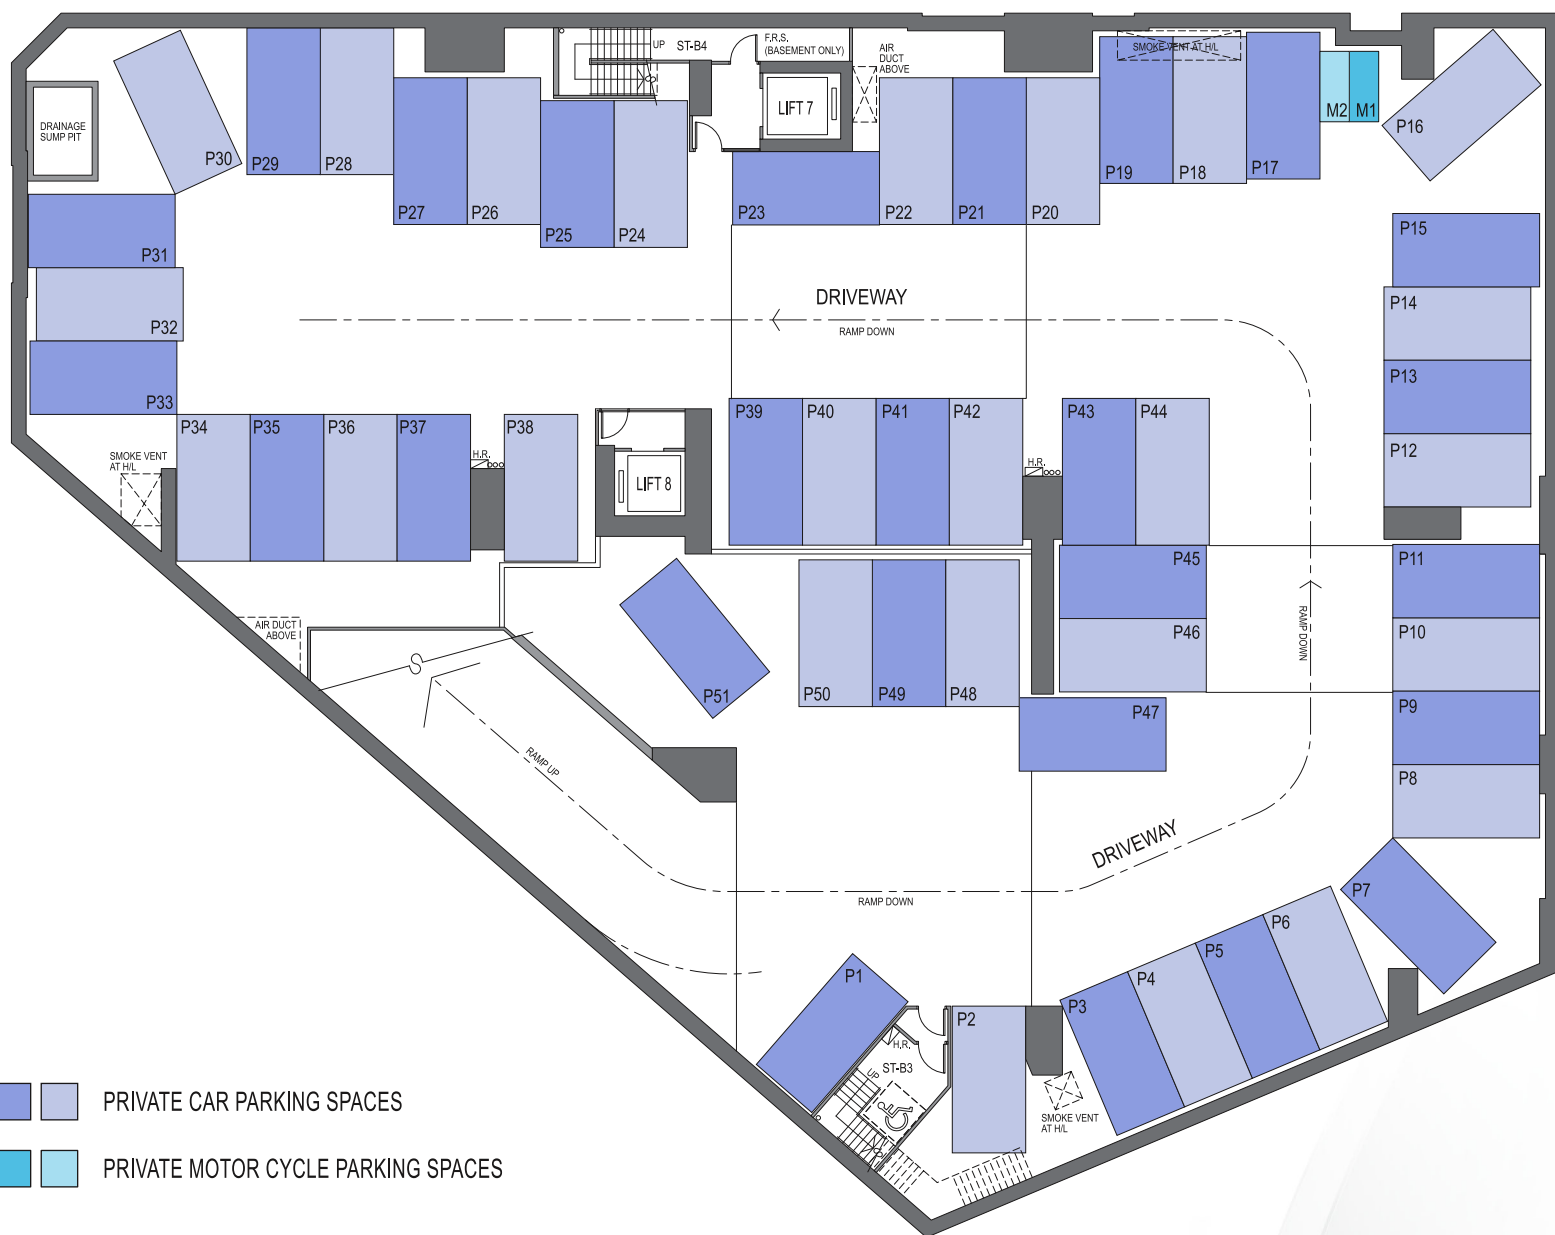 UP
ST-B4
F.R.S.
(BASEMENT ONLY)
AIR
DUCT
ABOVE
SMOKE VENT AT H/L
LIFT 7
M2
M1
P16
DRAINAGE
SUMP PIT
P30
P29
P28
P27
P26
P25
P24
P23
P22
P21
P20
P19
P18
P17
P15
P31
P32
P33
DRIVEWAY
RAMP DOWN
P14
P13
P12
P34
P35
P36
P37
P38
P39
P40
P41
P42
P43
P44
SMOKE VENT
AT H/L
H.R.
LIFT 8
H.R.
P45
P46
P11
P10
P9
P8
RAMP DOWN
AIR DUCT
ABOVE
S
P51
P50
P49
P48
P47
RAMP UP
DRIVEWAY
RAMP DOWN
P7
P6
P5
P4
P3
P1
P2
H.R.
ST-B3
UP
SMOKE VENT
AT H/L
PRIVATE CAR PARKING SPACES
PRIVATE MOTOR CYCLE PARKING SPACES